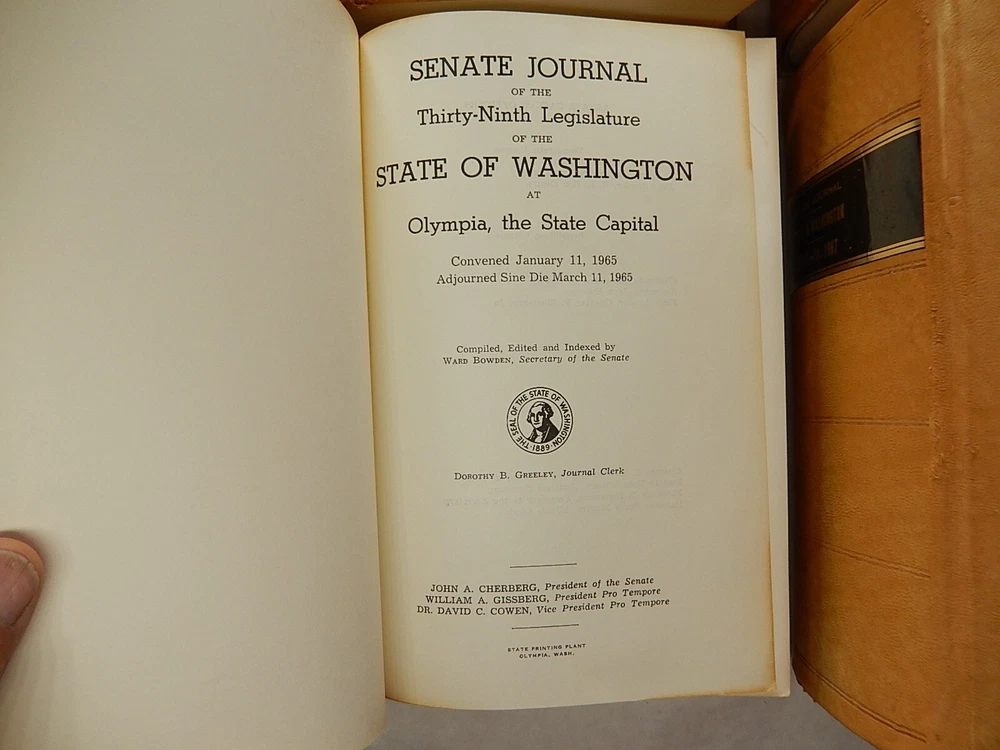 SENATE JOURNAL
OF THE
Thirty-Ninth Legislature
OF THE
STATE OF WASHINGTON
AT
Olympia, the State Capital
Convened January 11, 1965
Adjourned Sine Die March 11, 1965
Compiled, Edited and Indexed by
WARD BOWDEN, Secretary of the Senate
THE SEAL OF THE STATE OF WASHINGTON
1889
DOROTHY B. GREELEY, Journal Clerk
JOHN A. CHERBERG, President of the Senate
WILLIAM A. GISSBERG, President Pro Tempore
DR. DAVID C. COWEN, Vice President Pro Tempore
STATE PRINTING PLANT
OLYMPIA, WASH.
JOURNAL
WASHINGTON
1967